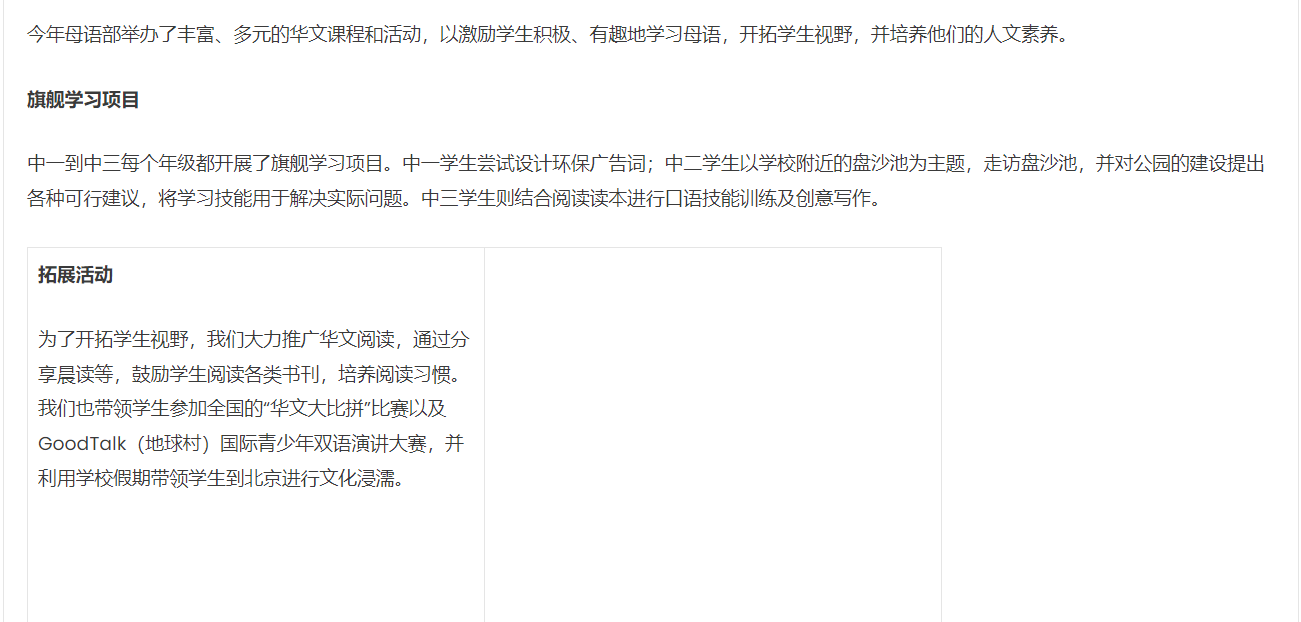 今年母语部举办了丰富、多元的华文课程和活动，以激励学生积极、有趣地学习母语，开拓学生视野，并培养他们的人文素养。
旗舰学习项目
中一到中三每个年级都开展了旗舰学习项目。中一学生尝试设计环保广告词；中二学生以学校附近的盘沙池为主题，走访盘沙池，并对公园的建设提出
各种可行建议，将学习技能用于解决实际问题。中三学生则结合阅读读本进行口语技能训练及创意写作。
拓展活动
为了开拓学生视野，我们大力推广华文阅读，通过分
享晨读等，鼓励学生阅读各类书刊，培养阅读习惯。
我们也带领学生参加全国的“华文大比拼”比赛以及
GoodTalk（地球村）国际青少年双语演讲大赛，并
利用学校假期带领学生到北京进行文化浸濡。